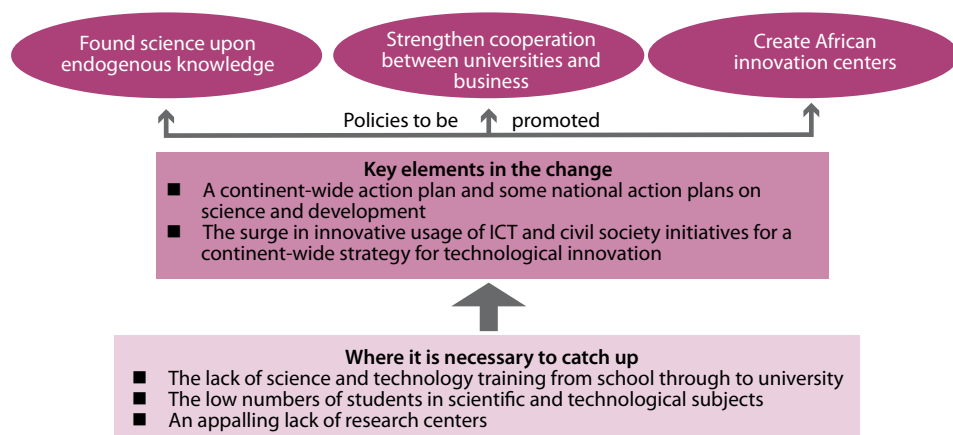 Found science upon
endogenous knowledge
Strengthen cooperation
between universities and
business
Create African
innovation centers
Policies to be promoted
Key elements in the change
■ A continent-wide action plan and some national action plans on
science and development
■ The surge in innovative usage of ICT and civil society initiatives for a
continent-wide strategy for technological innovation
Where it is necessary to catch up
■ The lack of science and technology training from school through to university
■ The low numbers of students in scientific and technological subjects
■ An appalling lack of research centers